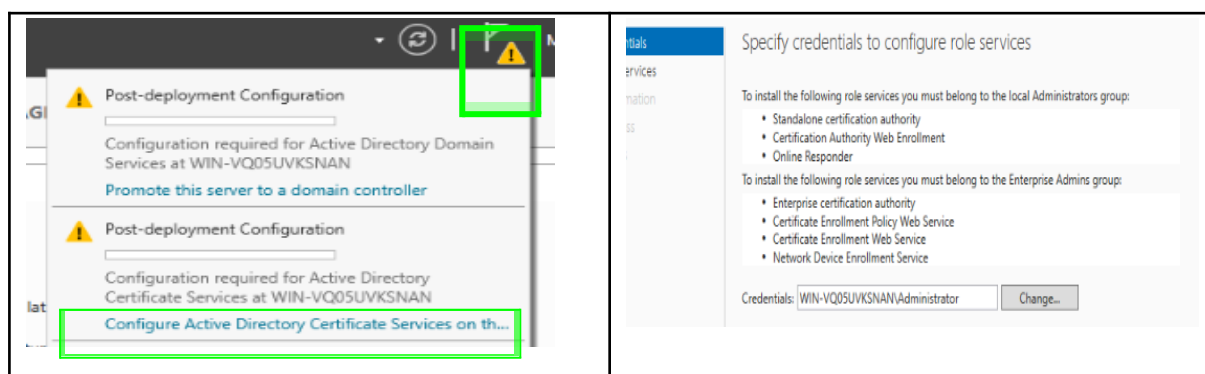 Post-deployment Configuration
Configuration required for Active Directory Domain
Services at WIN-VQ05UVKSNAN
Promote this server to a domain controller
Post-deployment Configuration
Configuration required for Active Directory
Certificate Services at WIN-VQ05UVKSNAN
Configure Active Directory Certificate Services on th...
Specify credentials to configure role services
To install the following role services you must belong to the local Administrators group:
• Standalone certification authority
• Certification Authority Web Enrollment
• Online Responder
To install the following role services you must belong to the Enterprise Admins group:
• Enterprise certification authority
• Certificate Enrollment Policy Web Service
• Certificate Enrollment Web Service
• Network Device Enrollment Service
Credentials: WIN-VQ05UVKSNAN\Administrator Change...